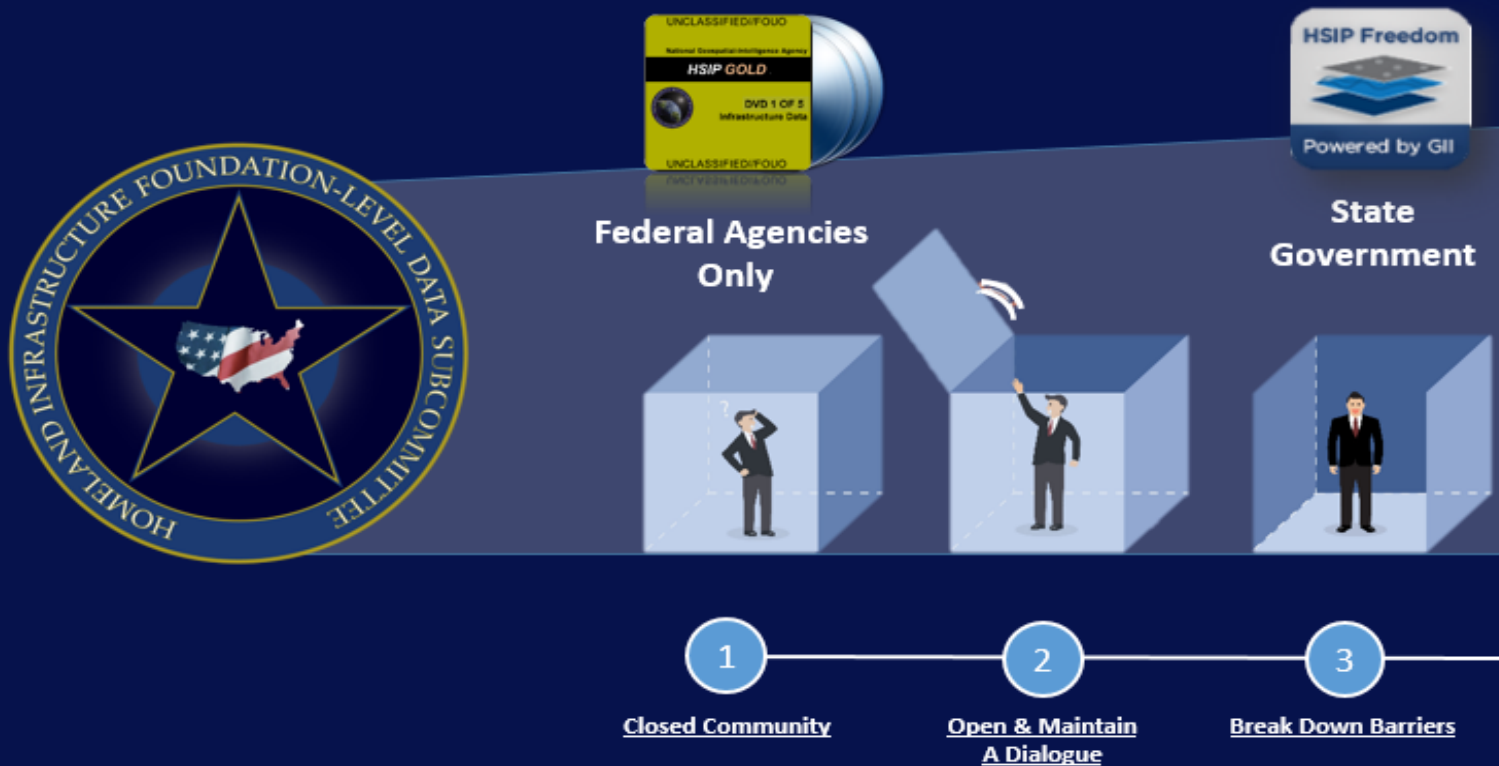 HOMELAND INFRASTRUCTURE FOUNDATION-LEVEL DATA SUBCOMMITTEE
UNCLASSIFIED//FOUO
National Geospatial-Intelligence Agency
HSIP GOLD
DVD 1 OF 5
Infrastructure Data
UNCLASSIFIED//FOUO
Federal Agencies
Only
HSIP Freedom
Powered by GII
State
Government
?
1
2
3
Closed Community
Open & Maintain
A Dialogue
Break Down Barriers